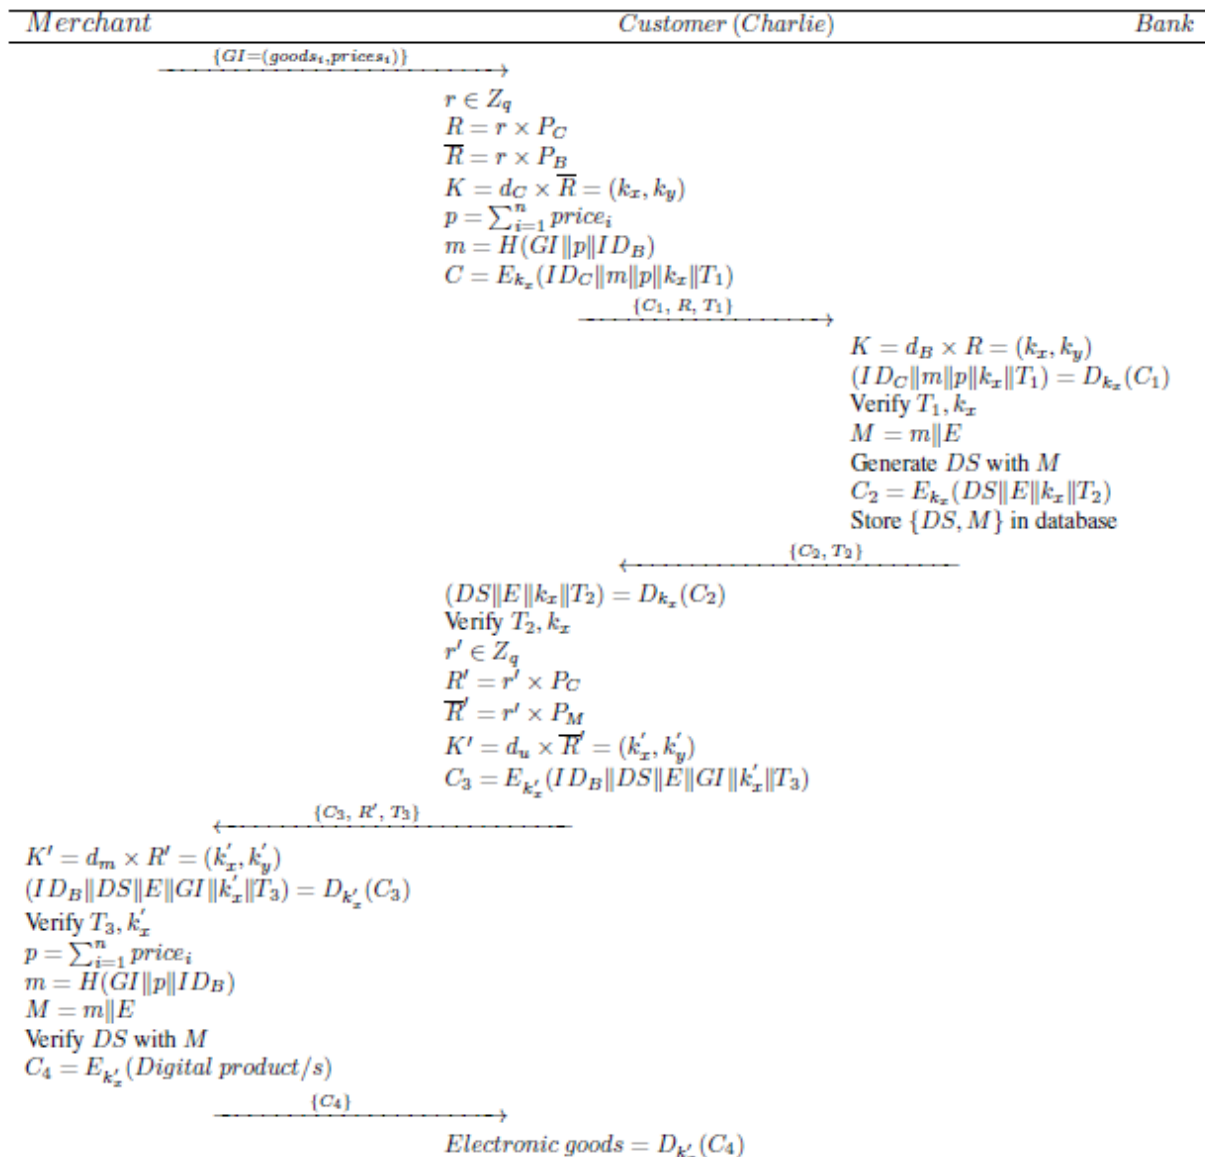 Merchant Customer (Charlie) Bank
{GI=(goods_i,prices_i)}
r ∈ Z_q
R = r × P_C
R̅ = r × P_B
K = d_C × R̅ = (k_x, k_y)
p = ∑_{i=1}^{n} price_i
m = H(GI‖p‖ID_B)
C = E_{k_x}(ID_C‖m‖p‖k_x‖T_1)
{C_1, R, T_1}
K = d_B × R = (k_x, k_y)
(ID_C‖m‖p‖k_x‖T_1) = D_{k_x}(C_1)
Verify T_1, k_x
M = m‖E
Generate DS with M
C_2 = E_{k_x}(DS‖E‖k_x‖T_2)
Store {DS, M} in database
{C_2, T_2}
(DS‖E‖k_x‖T_2) = D_{k_x}(C_2)
Verify T_2, k_x
r′ ∈ Z_q
R′ = r′ × P_C
R̅′ = r′ × P_M
K′ = d_u × R̅′ = (k′_x, k′_y)
C_3 = E_{k′_x}(ID_B‖DS‖E‖GI‖k′_x‖T_3)
{C_3, R′, T_3}
K′ = d_m × R′ = (k′_x, k′_y)
(ID_B‖DS‖E‖GI‖k′_x‖T_3) = D_{k′_x}(C_3)
Verify T_3, k′_x
p = ∑_{i=1}^{n} price_i
m = H(GI‖p‖ID_B)
M = m‖E
Verify DS with M
C_4 = E_{k′_x}(Digital product/s)
{C_4}
Electronic goods = D_{k′_x}(C_4)